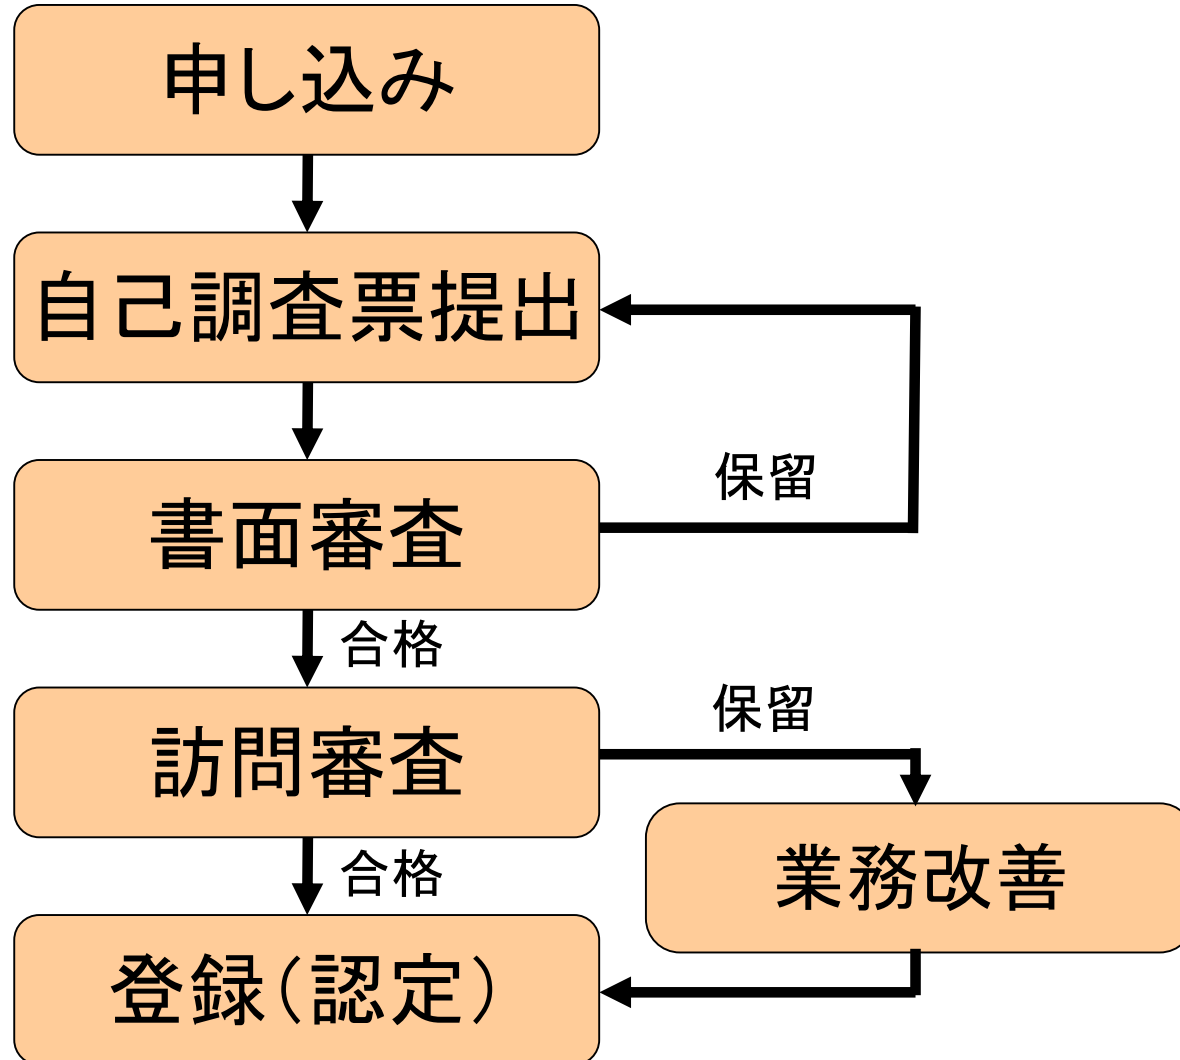 申し込み
自己調査票提出
保留
書面審査
合格
保留
訪問審査
合格
業務改善
登録（認定）